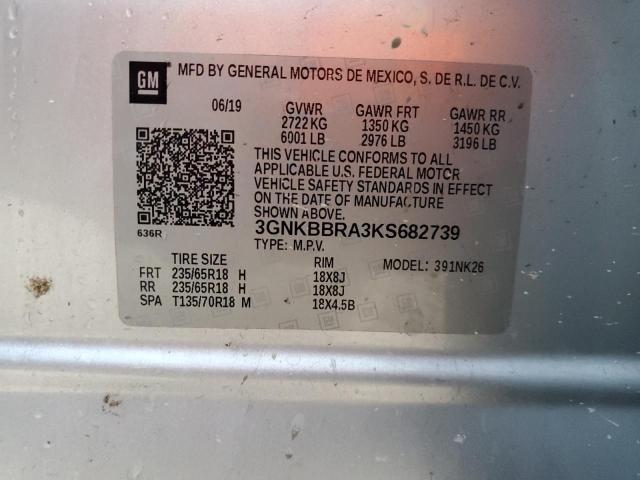 GM MFD BY GENERAL MOTORS DE MEXICO, S. DE R.L. DE C.V.
06/19 GVWR GAWR FRT GAWR RR
2722 KG 1350 KG 1450 KG
6001 LB 2976 LB 3196 LB
THIS VEHICLE CONFORMS TO ALL
APPLICABLE U.S. FEDERAL MOTOR
VEHICLE SAFETY STANDARDS IN EFFECT
ON THE DATE OF MANUFACTURE
SHOWN ABOVE.
636R 3GNKBBRA3KS682739
TYPE: M.P.V.
TIRE SIZE RIM MODEL: 391NK26
FRT 235/65R18 H 18X8J
RR 235/65R18 H 18X8J
SPA T135/70R18 M 18X4.5B